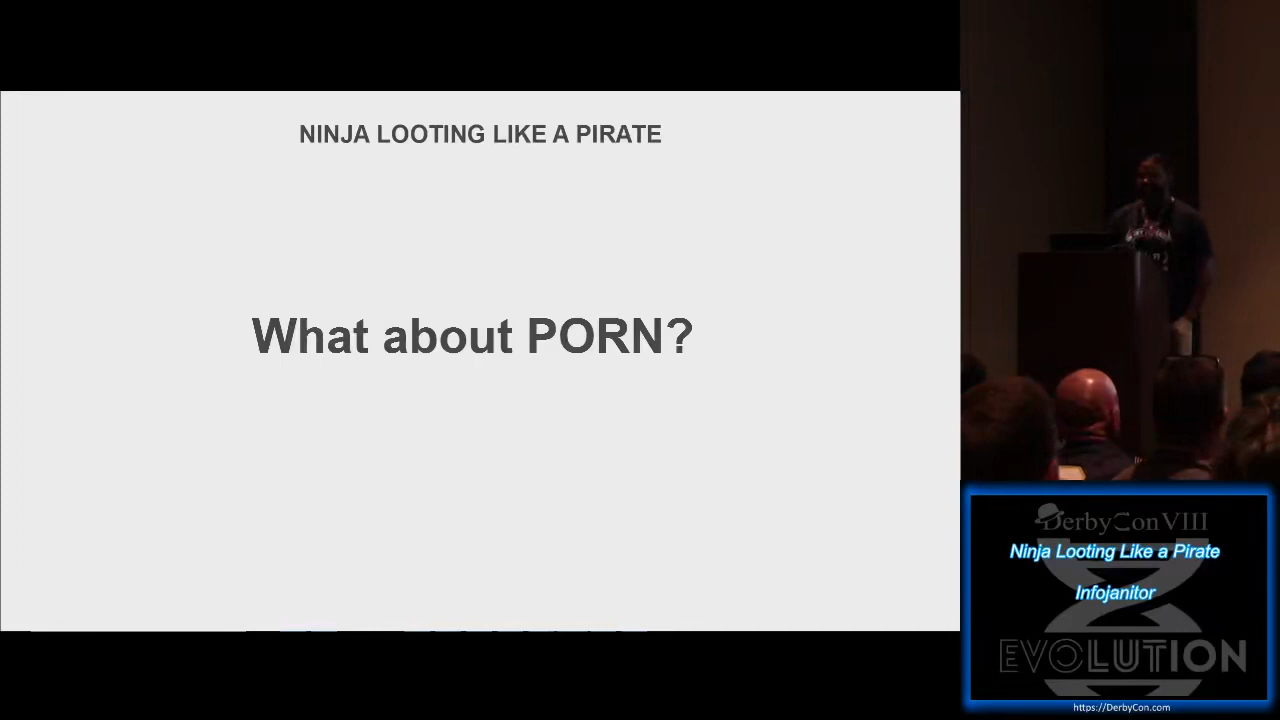 NINJA LOOTING LIKE A PIRATE
What about PORN?
DerbyCon VIII
Ninja Looting Like a Pirate
Infojanitor
EVOLUTION
https://DerbyCon.com